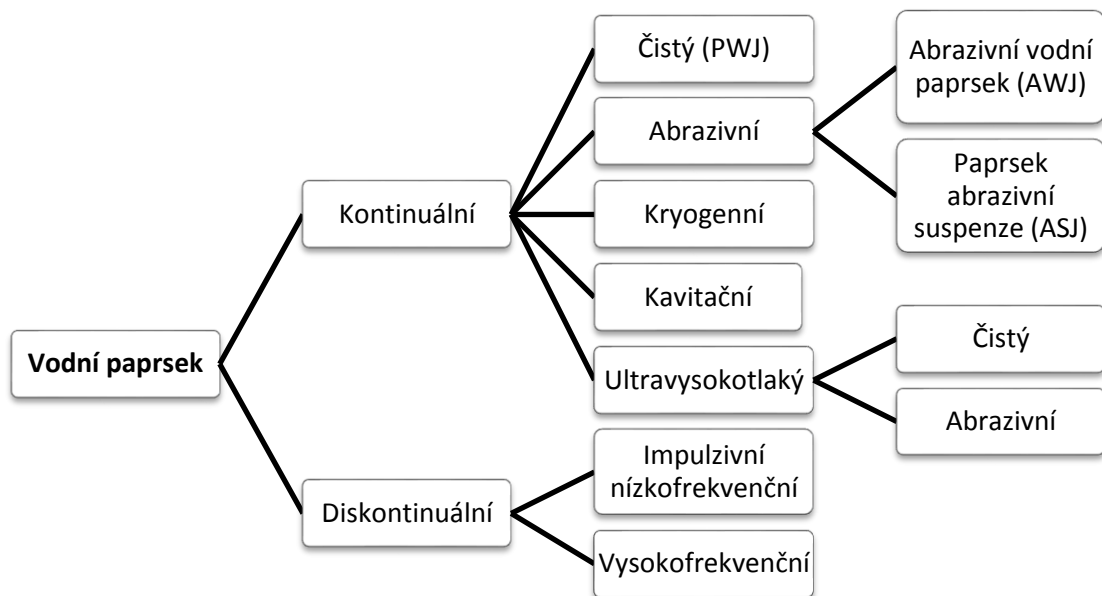 Čistý (PWJ)
Abrazivní vodní
paprsek (AWJ)
Abrazivní
Paprsek
abrazivní
suspenze (ASJ)
Kontinuální
Kryogenní
Kavitační
Čistý
Vodní paprsek
Ultravysokotlaký
Abrazivní
Impulzivní
nízkofrekvenční
Diskontinuální
Vysokofrekvenční